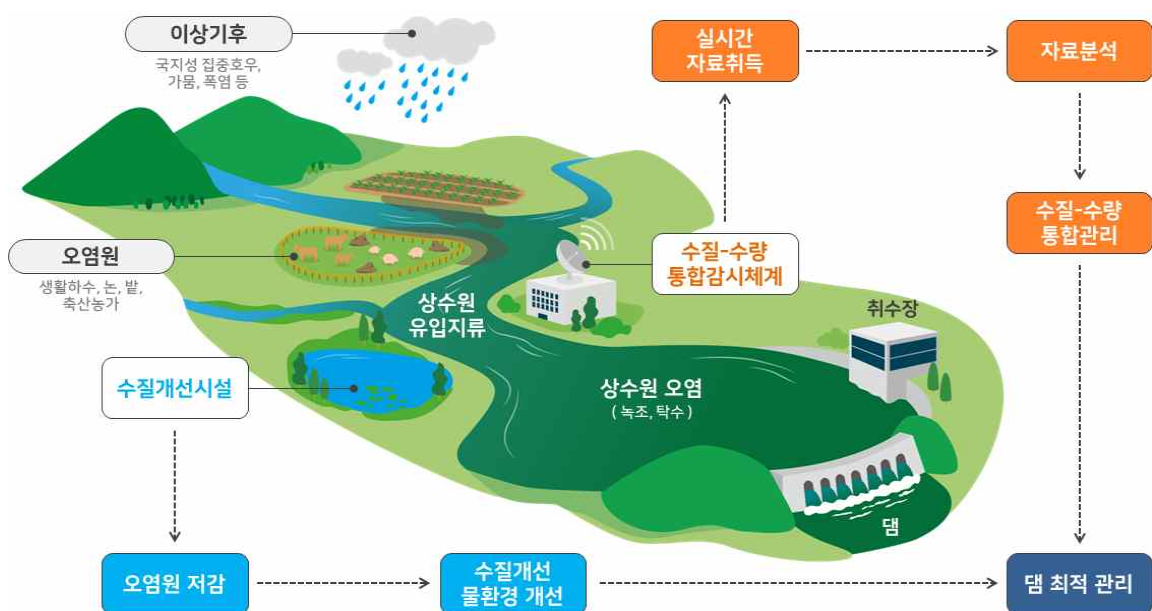 이상기후
국지성 집중호우,
가뭄, 폭염 등
실시간
자료취득
자료분석
수질-수량
통합관리
오염원
생활하수, 논, 밭,
축산농가
수질-수량
통합감시체계
상수원
유입지류
취수장
수질개선시설
상수원 오염
( 녹조, 탁수 )
댐
오염원 저감
수질개선
물환경 개선
댐 최적 관리